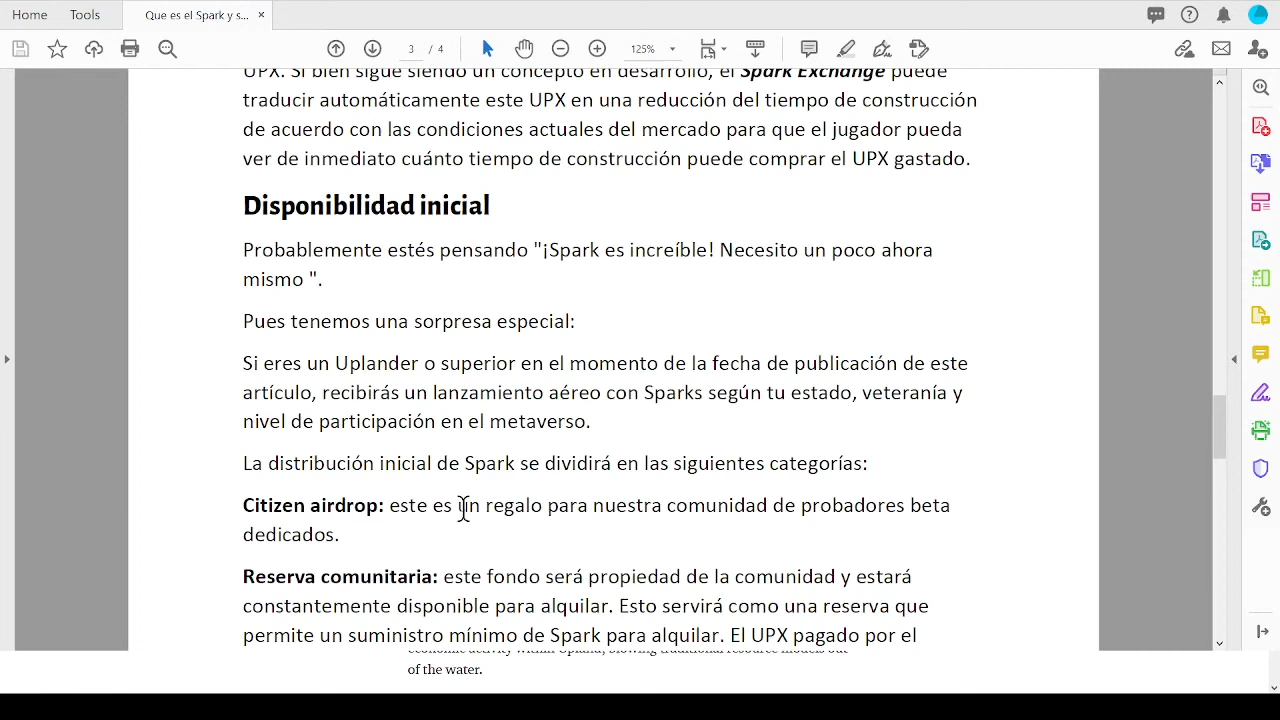 Home Tools Que es el Spark y s... ×
3 / 4 125%
UPX. Si bien sigue siendo un concepto en desarrollo, el Spark Exchange puede
traducir automáticamente este UPX en una reducción del tiempo de construcción
de acuerdo con las condiciones actuales del mercado para que el jugador pueda
ver de inmediato cuánto tiempo de construcción puede comprar el UPX gastado.
Disponibilidad inicial
Probablemente estés pensando "¡Spark es increíble! Necesito un poco ahora
mismo ".
Pues tenemos una sorpresa especial:
Si eres un Uplander o superior en el momento de la fecha de publicación de este
artículo, recibirás un lanzamiento aéreo con Sparks según tu estado, veteranía y
nivel de participación en el metaverso.
La distribución inicial de Spark se dividirá en las siguientes categorías:
Citizen airdrop: este es un regalo para nuestra comunidad de probadores beta
dedicados.
Reserva comunitaria: este fondo será propiedad de la comunidad y estará
constantemente disponible para alquilar. Esto servirá como una reserva que
permite un suministro mínimo de Spark para alquilar. El UPX pagado por el
economic activity within Upland, blowing traditional resource models out
of the water.